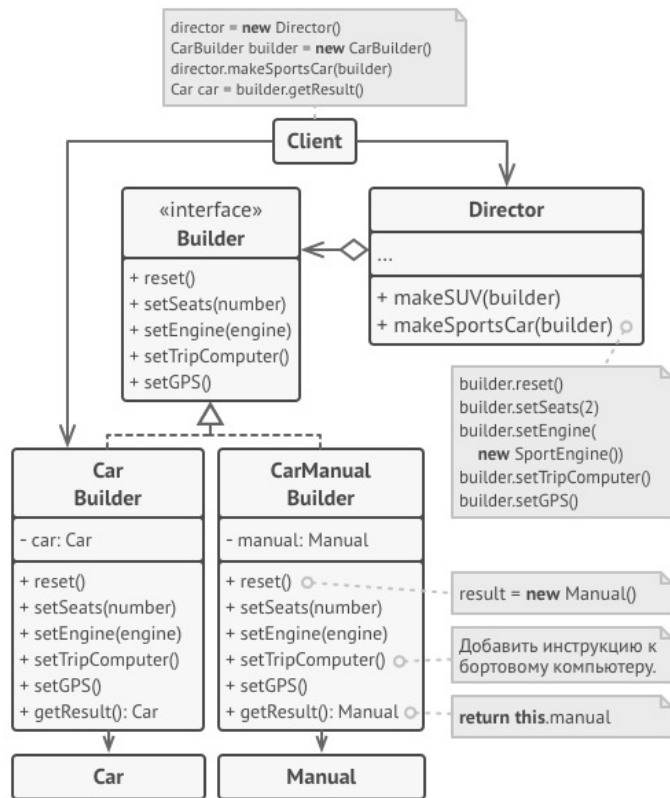 director = new Director()
CarBuilder builder = new CarBuilder()
director.makeSportsCar(builder)
Car car = builder.getResult()
Client
«interface»
Builder
+ reset()
+ setSeats(number)
+ setEngine(engine)
+ setTripComputer()
+ setGPS()
Director
...
+ makeSUV(builder)
+ makeSportsCar(builder)
builder.reset()
builder.setSeats(2)
builder.setEngine(
new SportEngine())
builder.setTripComputer()
builder.setGPS()
Car
Builder
- car: Car
+ reset()
+ setSeats(number)
+ setEngine(engine)
+ setTripComputer()
+ setGPS()
+ getResult(): Car
CarManual
Builder
- manual: Manual
+ reset()
+ setSeats(number)
+ setEngine(engine)
+ setTripComputer()
+ setGPS()
+ getResult(): Manual
result = new Manual()
Добавить инструкцию к
бортовому компьютеру.
return this.manual
Car
Manual